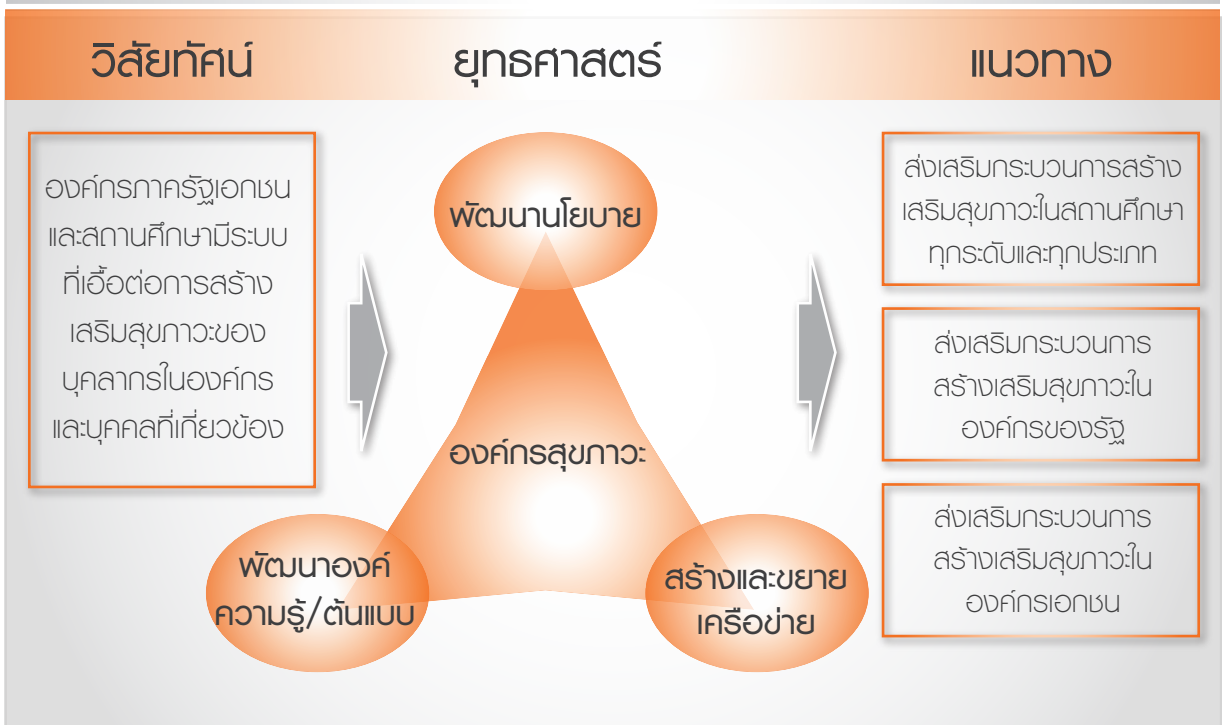 วิสัยทัศน์
ยุทธศาสตร์
แนวทาง
องค์กรภาครัฐเอกชน
และสถานศึกษามีระบบ
ที่เอื้อต่อการสร้าง
เสริมสุขภาวะของ
บุคลากรในองค์กร
และบุคคลที่เกี่ยวข้อง
พัฒนานโยบาย
องค์กรสุขภาวะ
พัฒนาองค์
ความรู้/ต้นแบบ
สร้างและขยาย
เครือข่าย
ส่งเสริมกระบวนการสร้าง
เสริมสุขภาวะในสถานศึกษา
ทุกระดับและทุกประเภท
ส่งเสริมกระบวนการ
สร้างเสริมสุขภาวะใน
องค์กรของรัฐ
ส่งเสริมกระบวนการ
สร้างเสริมสุขภาวะใน
องค์กรเอกชน